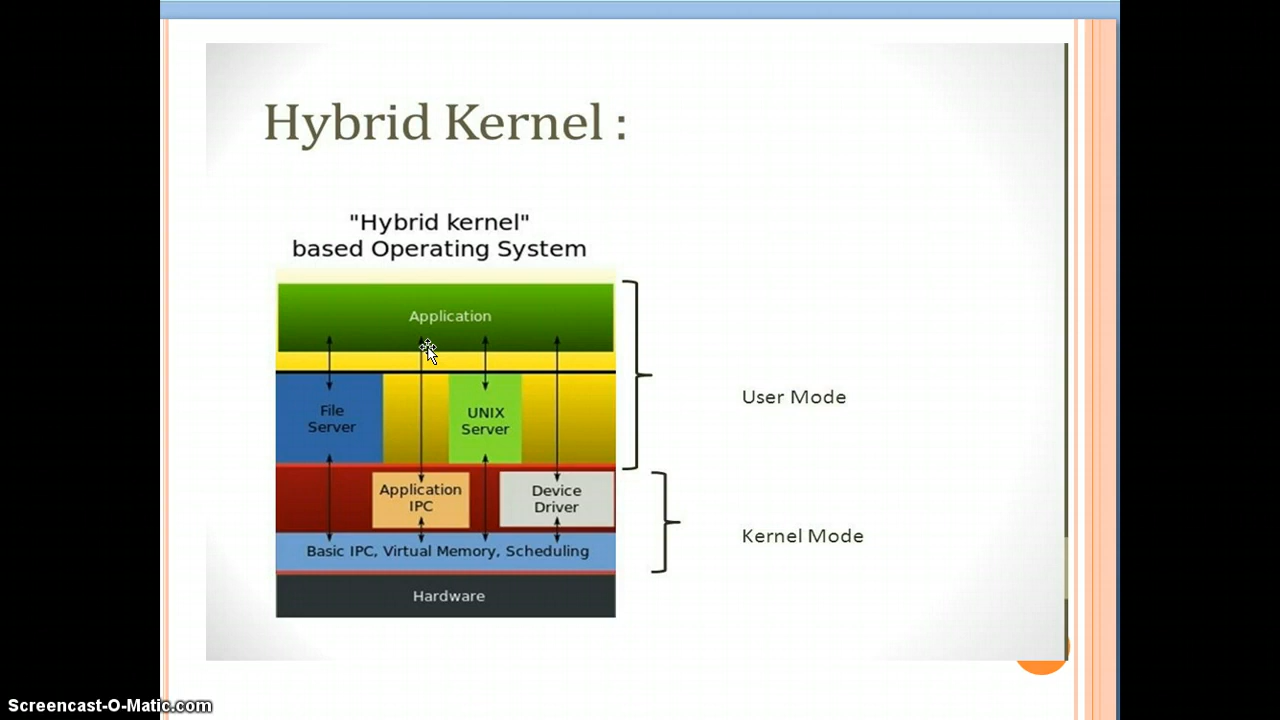 Hybrid Kernel :
"Hybrid kernel"
based Operating System
Application
File
Server
UNIX
Server
User Mode
Application
IPC
Device
Driver
Kernel Mode
Basic IPC, Virtual Memory, Scheduling
Hardware
Screencast-O-Matic.com